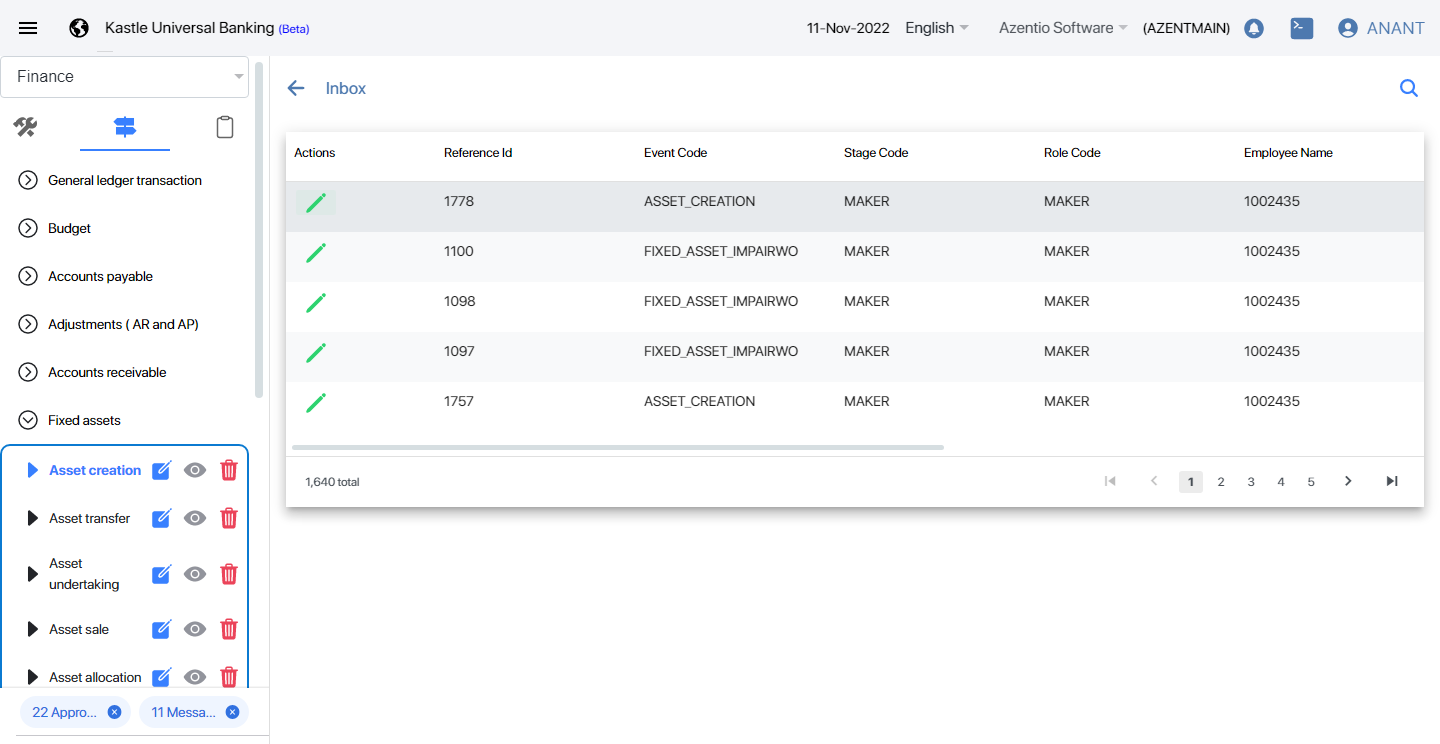 Kastle Universal Banking (Beta) 11-Nov-2022 English Azentio Software (AZENTMAIN) ANANT
Finance
General ledger transaction
Budget
Accounts payable
Adjustments ( AR and AP)
Accounts receivable
Fixed assets
Asset creation
Asset transfer
Asset
undertaking
Asset sale
Asset allocation
22 Appro... 11 Messa...
Inbox
Actions Reference Id Event Code Stage Code Role Code Employee Name
1778 ASSET_CREATION MAKER MAKER 1002435
1100 FIXED_ASSET_IMPAIRWO MAKER MAKER 1002435
1098 FIXED_ASSET_IMPAIRWO MAKER MAKER 1002435
1097 FIXED_ASSET_IMPAIRWO MAKER MAKER 1002435
1757 ASSET_CREATION MAKER MAKER 1002435
1,640 total 1 2 3 4 5